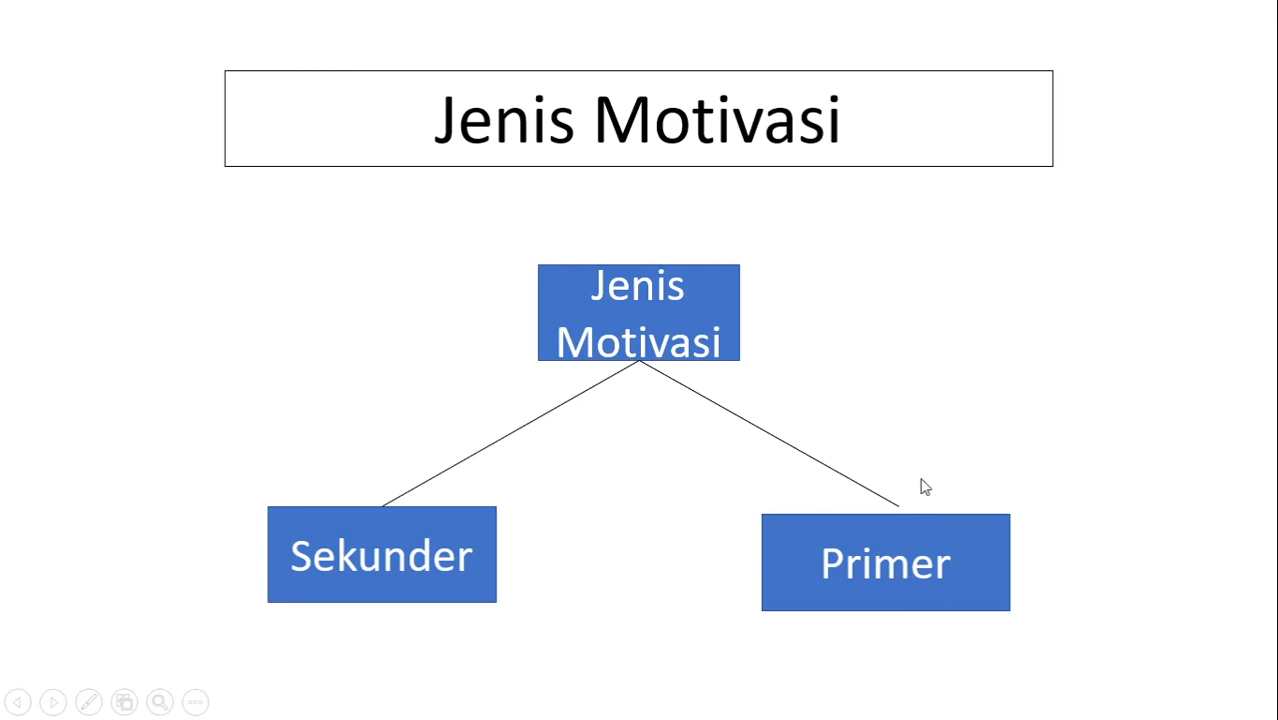 Jenis Motivasi
Jenis
Motivasi
Sekunder
Primer